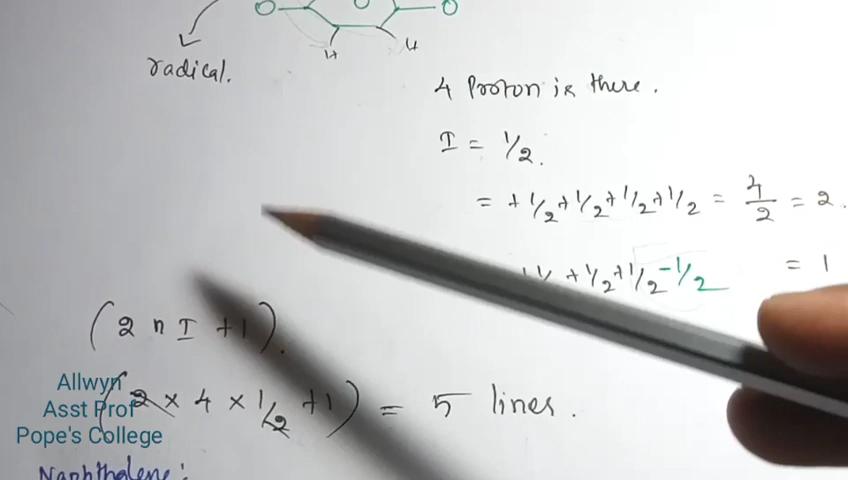 O O O
H H
radical.
4 Proton is there.
I = 1/2.
= +1/2+1/2+1/2+1/2 = 4/2 = 2.
+1/2+1/2-1/2 = 1
(2 n I +1).
(2 × 4 × 1/2 +1) = 5 lines.
Allwyn
Asst Prof
Pope's College
Naphthalene: